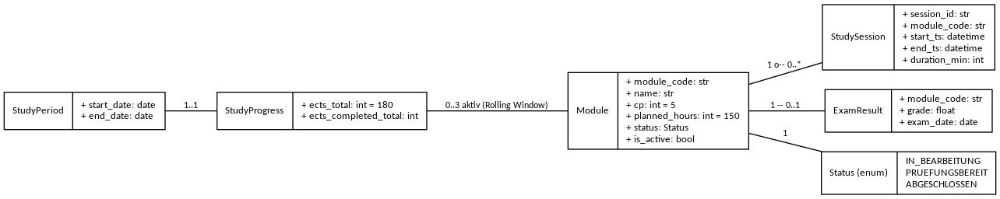 StudyPeriod
+ start_date: date
+ end_date: date
1..1
StudyProgress
+ ects_total: int = 180
+ ects_completed_total: int
0..3 aktiv (Rolling Window)
Module
+ module_code: str
+ name: str
+ cp: int = 5
+ planned_hours: int = 150
+ status: Status
+ is_active: bool
1 o-- 0..*
StudySession
+ session_id: str
+ module_code: str
+ start_ts: datetime
+ end_ts: datetime
+ duration_min: int
1 -- 0..1
ExamResult
+ module_code: str
+ grade: float
+ exam_date: date
1
Status (enum)
IN_BEARBEITUNG
PRUEFUNGSBEREIT
ABGESCHLOSSEN